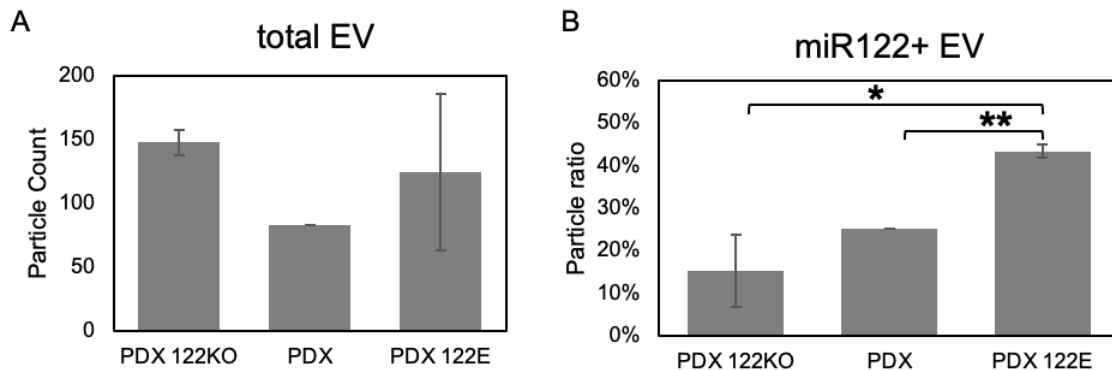 A
total EV
Particle Count
200
150
100
50
0
PDX 122KO
PDX
PDX 122E
B
miR122+ EV
Particle ratio
60%
50%
40%
30%
20%
10%
0%
*
**
PDX 122KO
PDX
PDX 122E